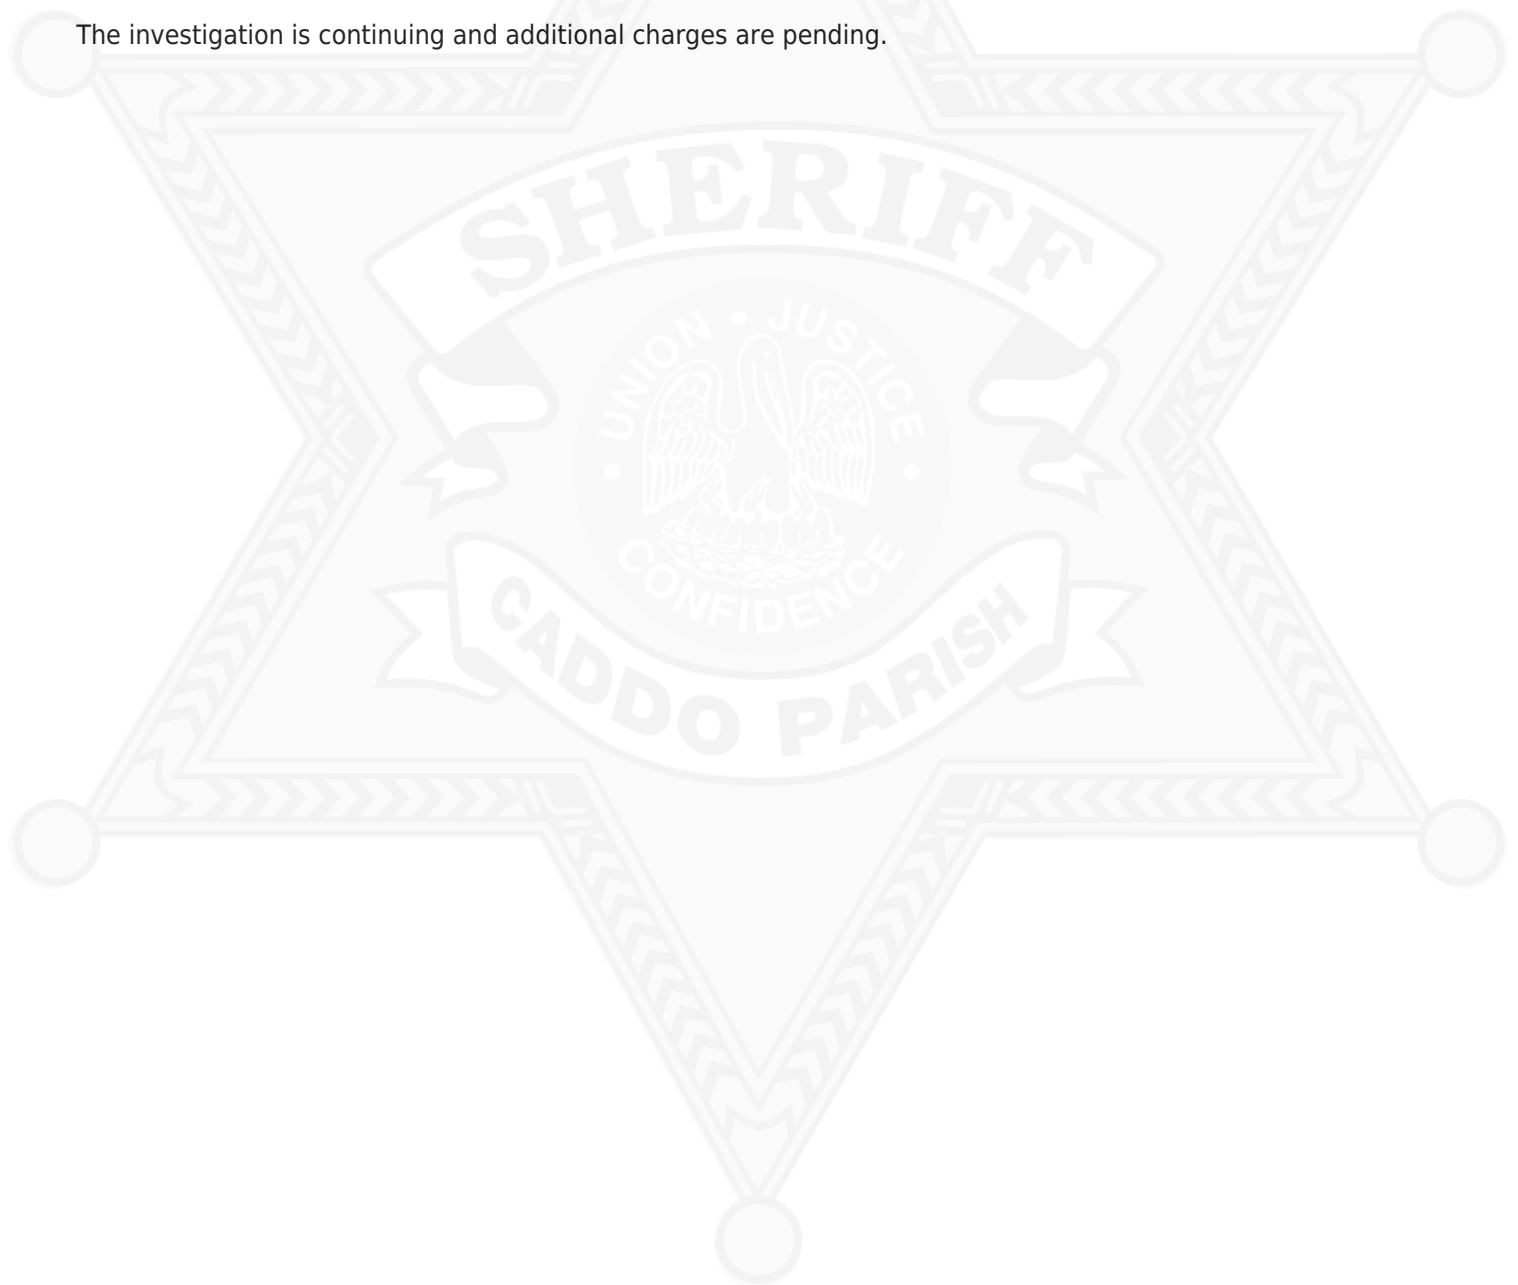 The investigation is continuing and additional charges are pending.
SHERIFF
UNION • JUSTICE
• CONFIDENCE •
CADDO PARISH